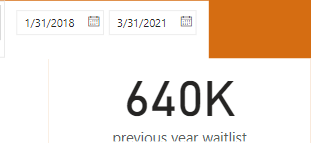 1/31/2018 3/31/2021
640K
previous year waitlist